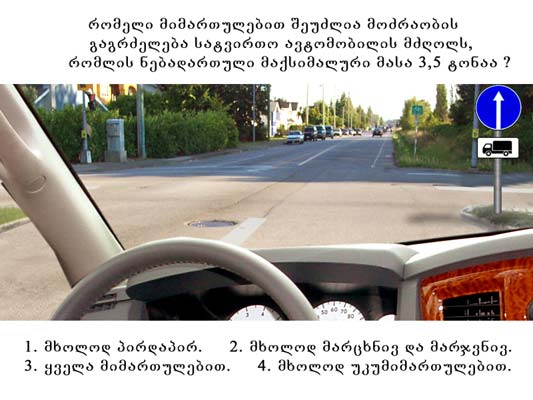 რომელი მიმართულებით შეუძლია მოძრაობის
გაგრძელება სატვირთო ავტომობილის მძღოლს,
რომლის ნებადართული მაქსიმალური მასა 3,5 ტონაა ?
1. მხოლოდ პირდაპირ. 2. მხოლოდ მარცხნივ და მარჯვნივ.
3. ყველა მიმართულებით. 4. მხოლოდ უკუმიმართულებით.